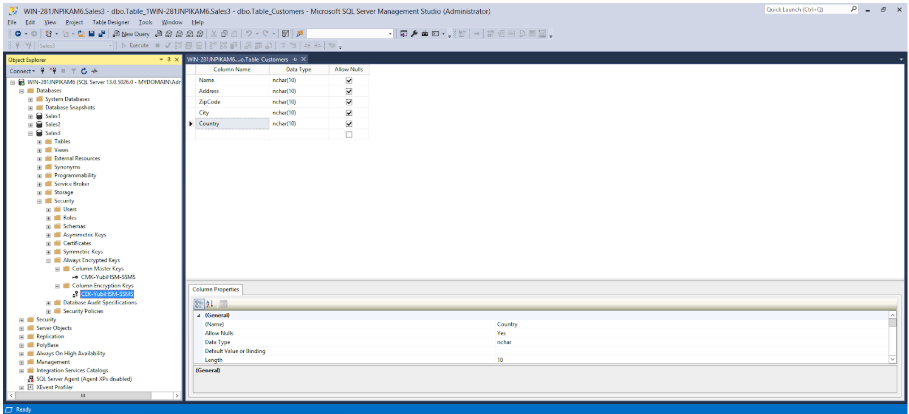 WIN-281JNPIKAM6.Sales3 - dbo.Table_1WIN-281JNPIKAM6.Sales3 - dbo.Table_Customers - Microsoft SQL Server Management Studio (Administrator)
Quick Launch (Ctrl+Q)
File Edit View Project Table Designer Tools Window Help
New Query
Select
Execute
Object Explorer
WIN-281JNPIKAM6...o.Table_Customers
Connect
WIN-281JNPIKAM6 (SQL Server 13.0.5026.0 - MYDOMAIN\Adr
Databases
System Databases
Database Snapshots
Sales1
Sales2
Sales3
Tables
Views
External Resources
Synonyms
Programmability
Service Broker
Storage
Security
Users
Roles
Schemas
Asymmetric Keys
Certificates
Symmetric Keys
Always Encrypted Keys
Column Master Keys
CMK-YubiHSM-SSMS
Column Encryption Keys
CEK-YubiHSM-SSMS
Database Audit Specifications
Security Policies
Security
Server Objects
Replication
PolyBase
Always On High Availability
Management
Integration Services Catalogs
SQL Server Agent (Agent XPs disabled)
XEvent Profiler
Column Name Data Type Allow Nulls
Name nchar(10)
Address nchar(10)
ZipCode nchar(10)
City nchar(10)
Country nchar(10)
Column Properties
(General)
(Name) Country
Allow Nulls Yes
Data Type nchar
Default Value or Binding
Length 10
(General)
Ready